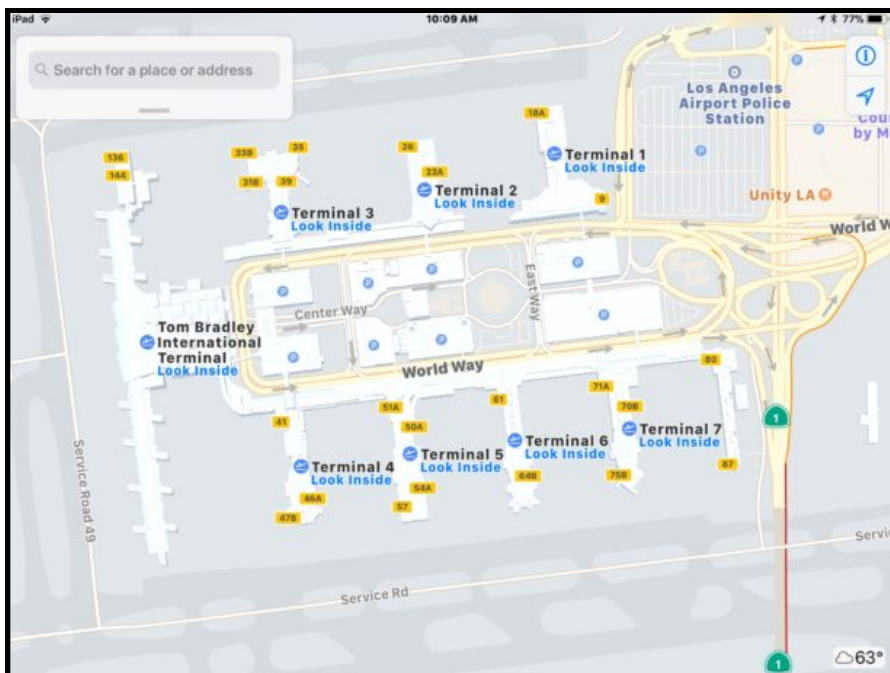 iPad
10:09 AM
77%
Search for a place or address
Los Angeles
Airport Police
Station
Cou
by M
Unity LA
World W
18A
Terminal 1
Look Inside
9
26
23A
Terminal 2
Look Inside
33B
35
31B
39
Terminal 3
Look Inside
136
144
Tom Bradley
International
Terminal
Look Inside
P
P
P
P
P
P
P
P
P
P
P
P
Center Way
East Way
World Way
41
Terminal 4
Look Inside
46A
47B
51A
50A
Terminal 5
Look Inside
54A
57
61
Terminal 6
Look Inside
64B
71A
70B
Terminal 7
Look Inside
75B
80
87
1
Service Road 49
Service Rd
Servic
1
63°